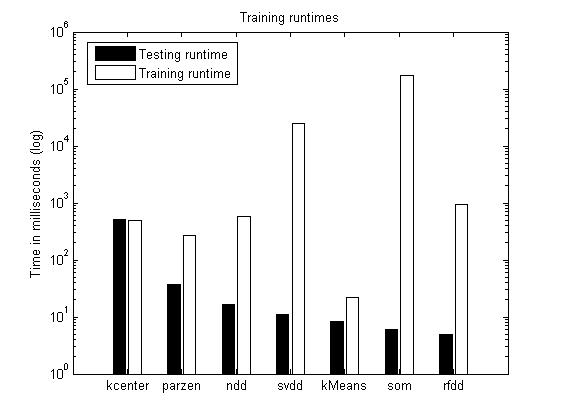 Training runtimes
Testing runtime
Training runtime
Time in milliseconds (log)
10^6
10^5
10^4
10^3
10^2
10^1
10^0
kcenter parzen ndd svdd kMeans som rfdd